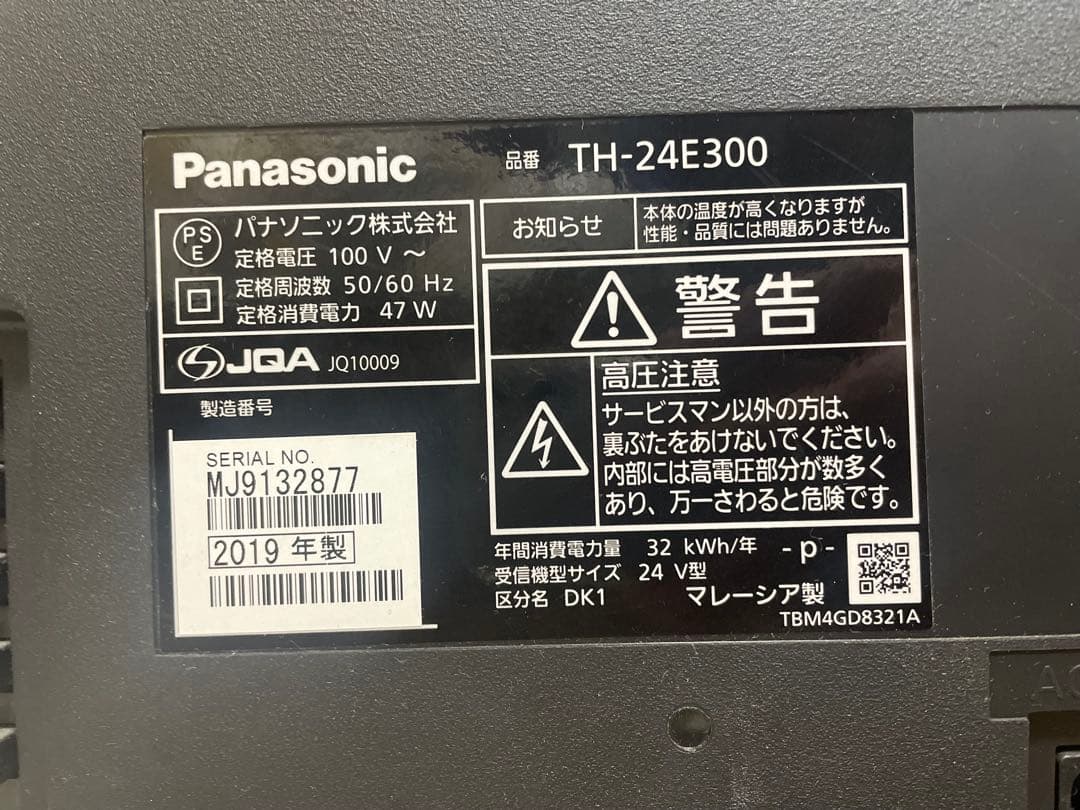 Panasonic
品番 TH-24E300
PS
E
パナソニック株式会社
定格電圧 100 V ～
定格周波数 50/60 Hz
定格消費電力 47 W
JQA JQ10009
製造番号
SERIAL NO.
MJ9132877
2019 年製
お知らせ
本体の温度が高くなりますが
性能・品質には問題ありません。
警告
高圧注意
サービスマン以外の方は、
裏ぶたをあけないでください。
内部には高電圧部分が数多く
あり、万一さわると危険です。
年間消費電力量 32 kWh/年 - p -
受信機型サイズ 24 V型
区分名 DK1 マレーシア製
TBM4GD8321A